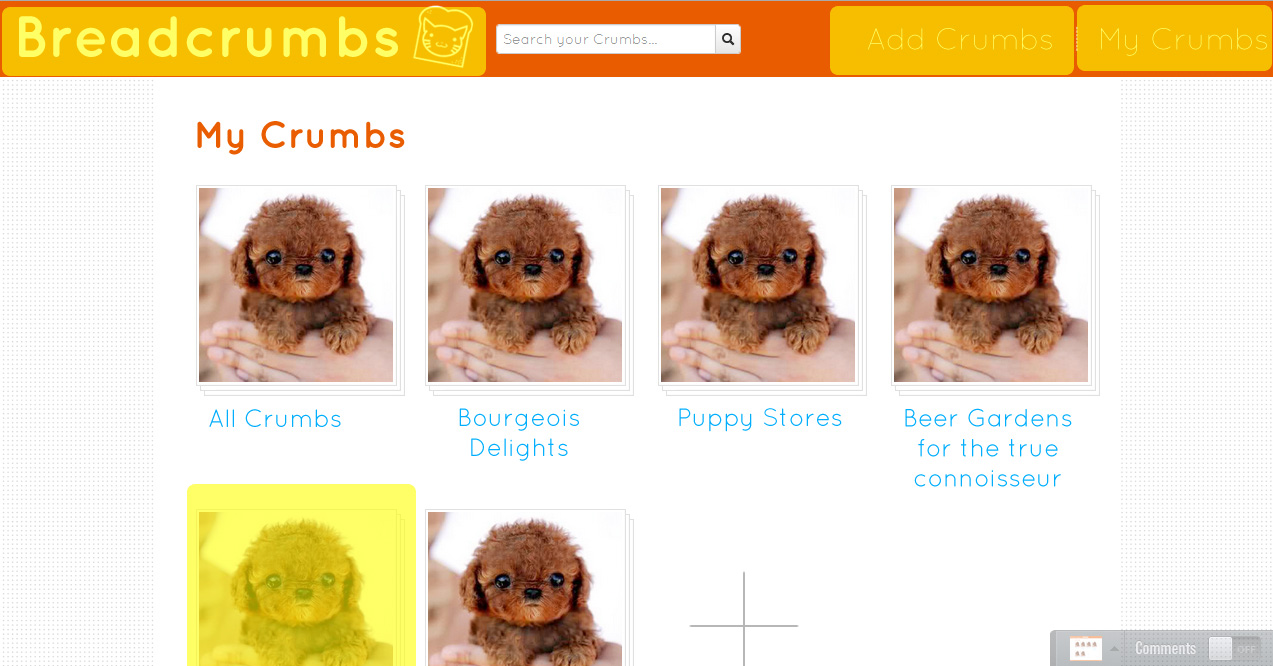 Breadcrumbs
Search your Crumbs...
Add Crumbs
My Crumbs
My Crumbs
All Crumbs
Bourgeois
Delights
Puppy Stores
Beer Gardens
for the true
connoisseur
Comments
OFF